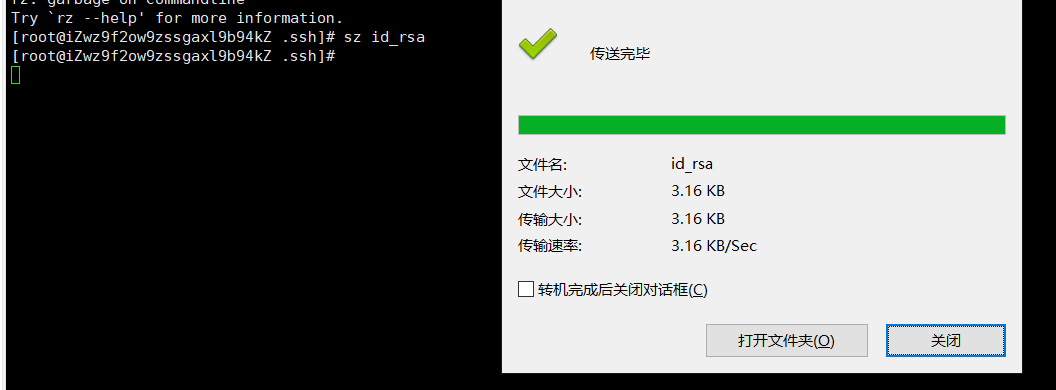 rz: garbage on commandline
Try `rz --help' for more information.
[root@iZwz9f2ow9zssgaxl9b94kZ .ssh]# sz id_rsa
[root@iZwz9f2ow9zssgaxl9b94kZ .ssh]#
传送完毕
文件名: id_rsa
文件大小: 3.16 KB
传输大小: 3.16 KB
传输速率: 3.16 KB/Sec
转机完成后关闭对话框(C)
打开文件夹(O) 关闭